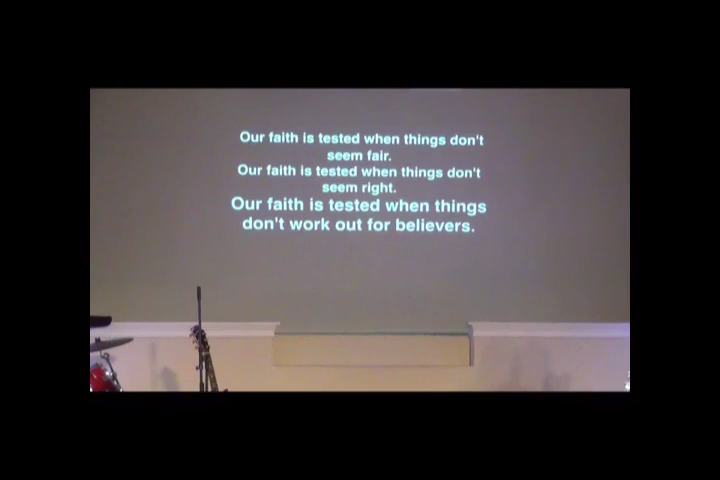 Our faith is tested when things don't
seem fair.
Our faith is tested when things don't
seem right.
Our faith is tested when things
don't work out for believers.